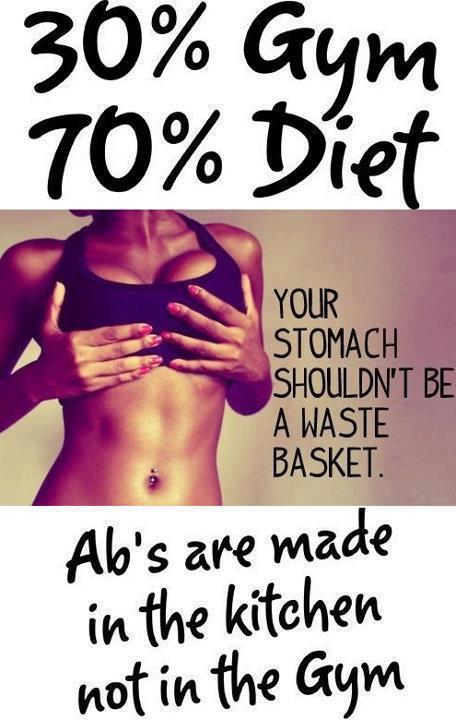 30% Gym
70% Diet
YOUR
STOMACH
SHOULDN'T BE
A WASTE
BASKET.
Ab's are made
in the kitchen
not in the Gym